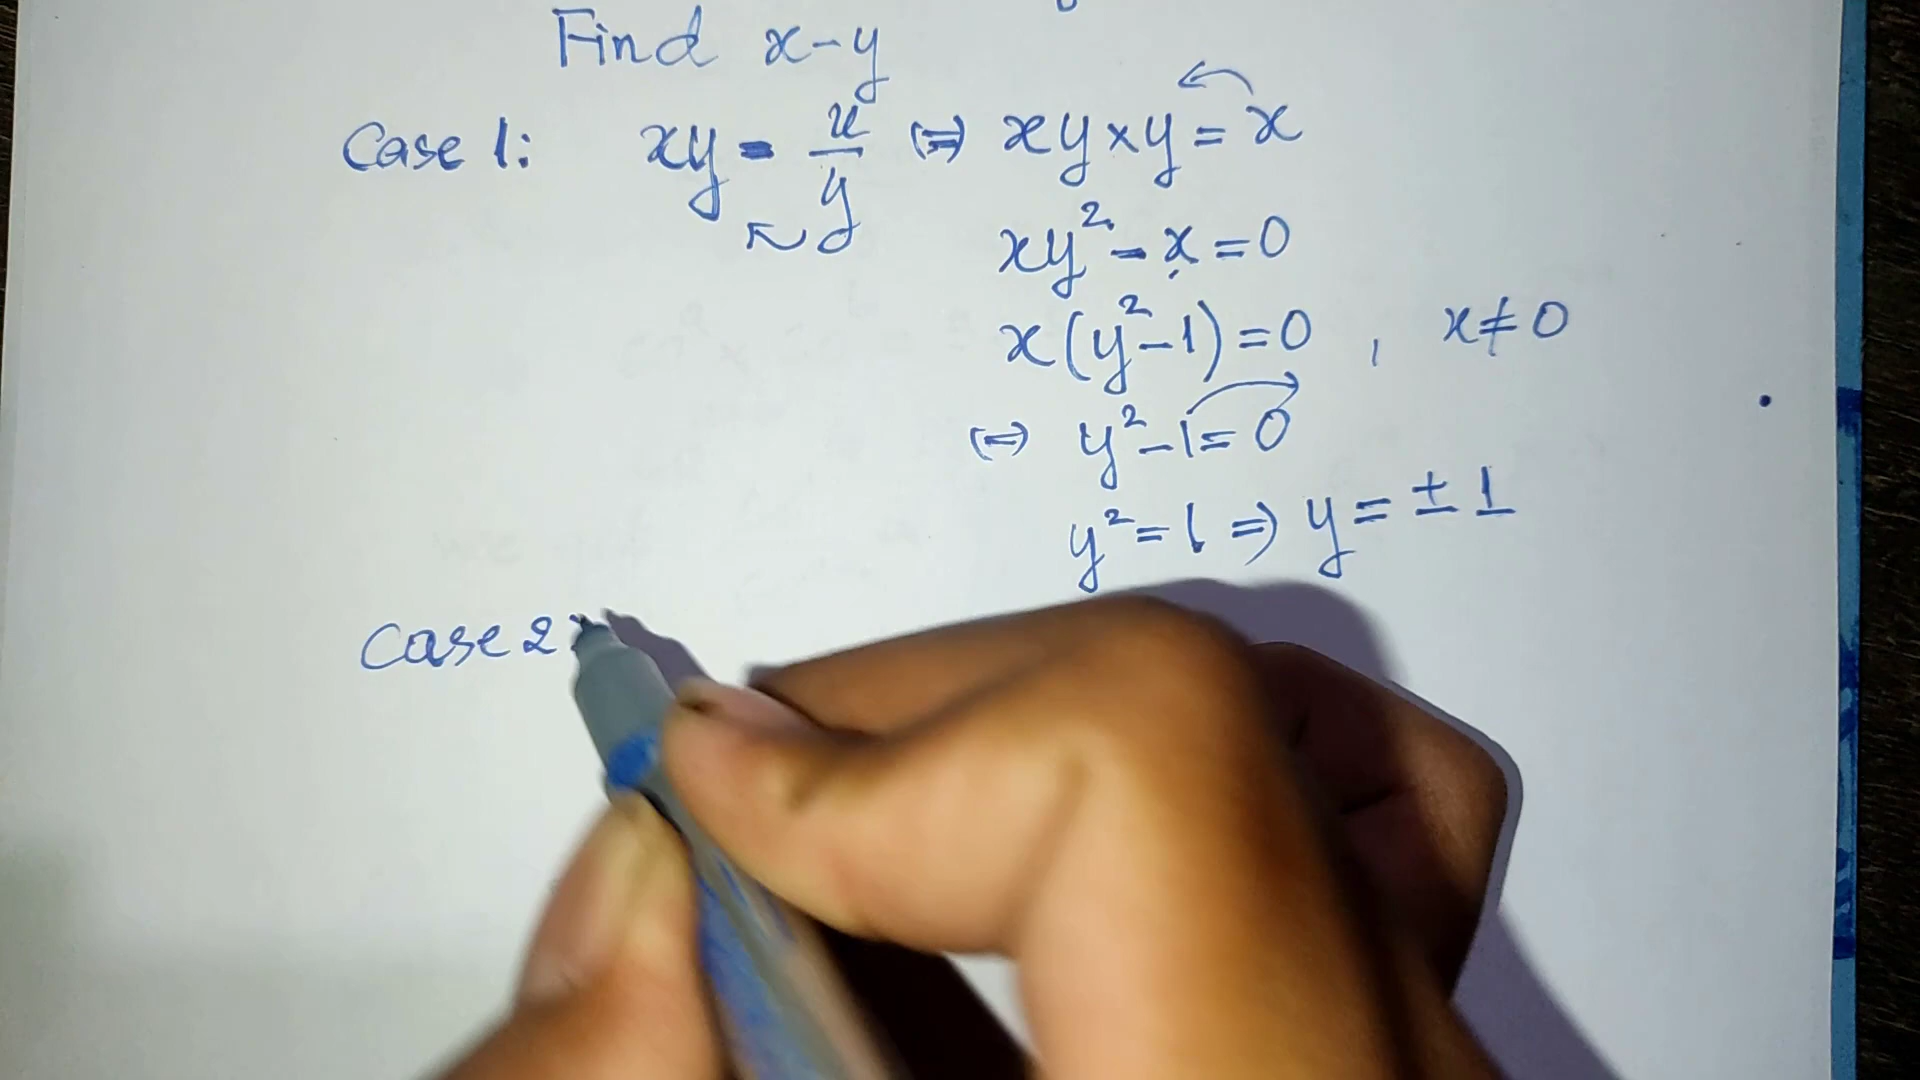 Find x-y
Case 1: xy = x/y (=) xy×y = x
xy² - x = 0
x(y²-1) = 0 , x≠0
(=) y²-1 = 0
y² = 1 => y = ±1
Case 2